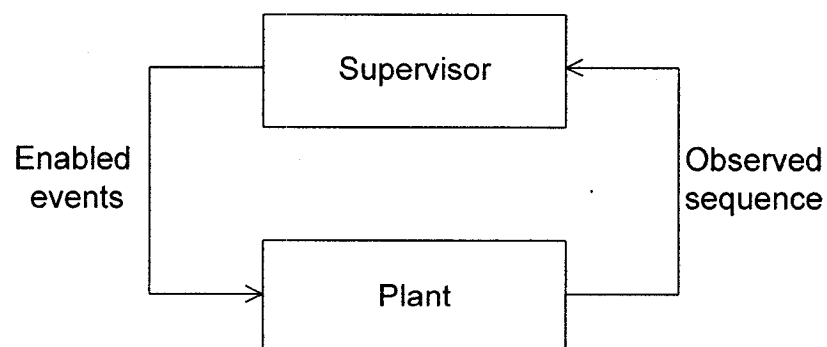 Supervisor
Enabled
events
Observed
sequence
Plant